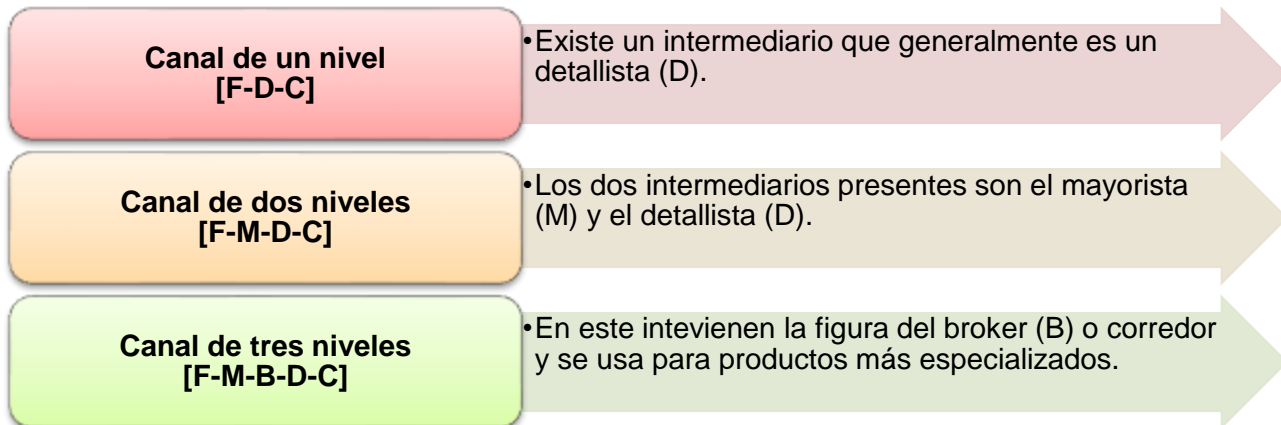 Canal de un nivel
[F-D-C]
•Existe un intermediario que generalmente es un
detallista (D).
Canal de dos niveles
[F-M-D-C]
•Los dos intermediarios presentes son el mayorista
(M) y el detallista (D).
Canal de tres niveles
[F-M-B-D-C]
•En este intevienen la figura del broker (B) o corredor
y se usa para productos más especializados.